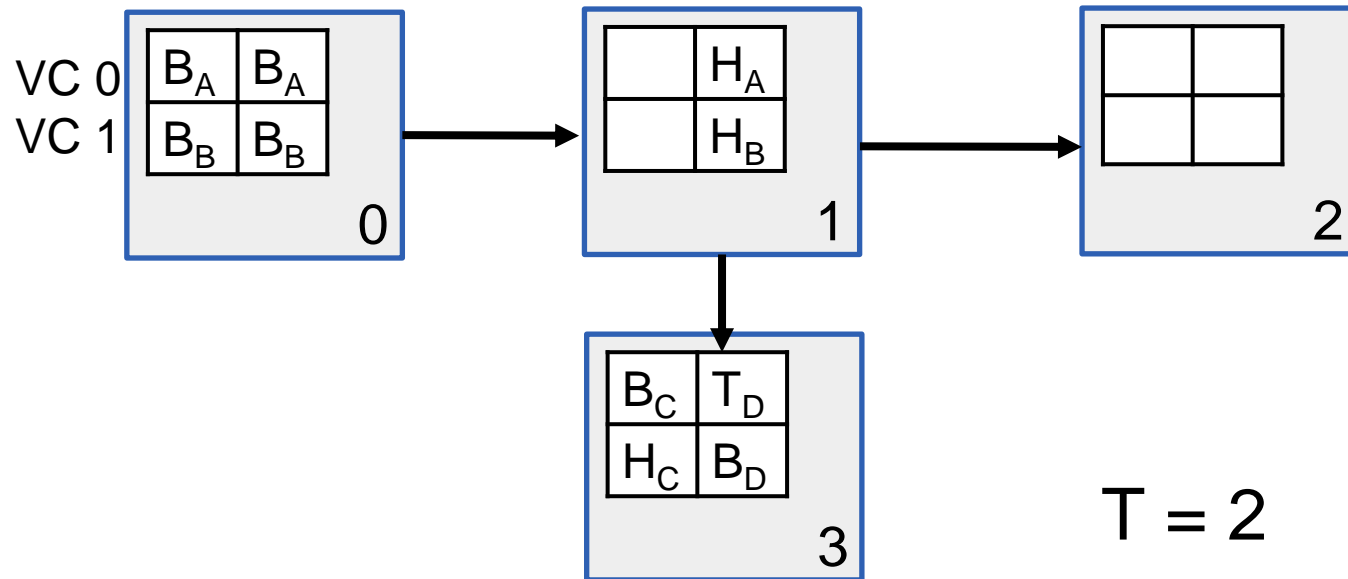 VC 0 B_A B_A H_A
VC 1 B_B B_B H_B
0 1 2
B_C T_D
H_C B_D
3
T = 2